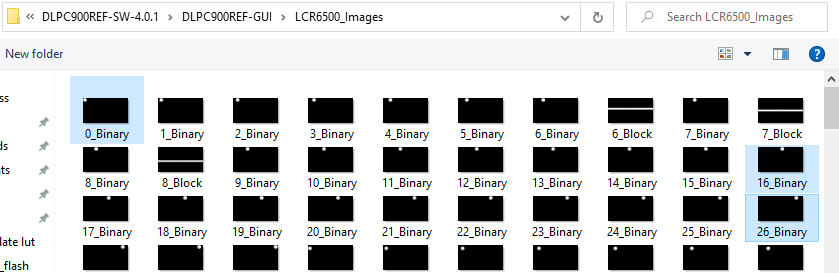 « DLPC900REF-SW-4.0.1 > DLPC900REF-GUI > LCR6500_Images Search LCR6500_Images
New folder
ss
0_Binary 1_Binary 2_Binary 3_Binary 4_Binary 5_Binary 6_Binary 6_Block 7_Binary 7_Block
ds
nts
8_Binary 8_Block 9_Binary 10_Binary 11_Binary 12_Binary 13_Binary 14_Binary 15_Binary 16_Binary
17_Binary 18_Binary 19_Binary 20_Binary 21_Binary 22_Binary 23_Binary 24_Binary 25_Binary 26_Binary
late lut
_flash